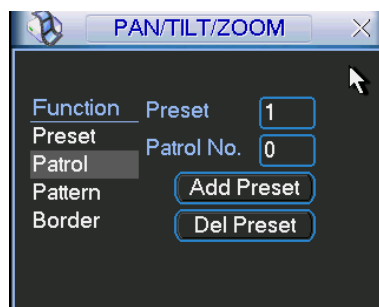 PAN/TILT/ZOOM
Function
Preset
Patrol
Pattern
Border
Preset 1
Patrol No. 0
Add Preset
Del Preset